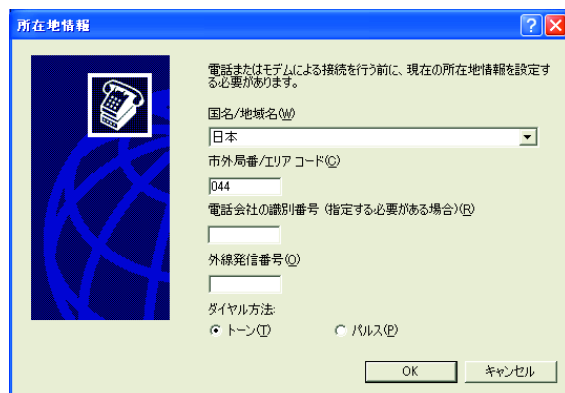 所在地情報
電話またはモデムによる接続を行う前に、現在の所在地情報を設定す
る必要があります。
国名/地域名(W)
日本
市外局番/エリア コード(C)
044
電話会社の識別番号 (指定する必要がある場合)(R)
外線発信番号(O)
ダイヤル方法:
トーン(T) パルス(P)
OK キャンセル